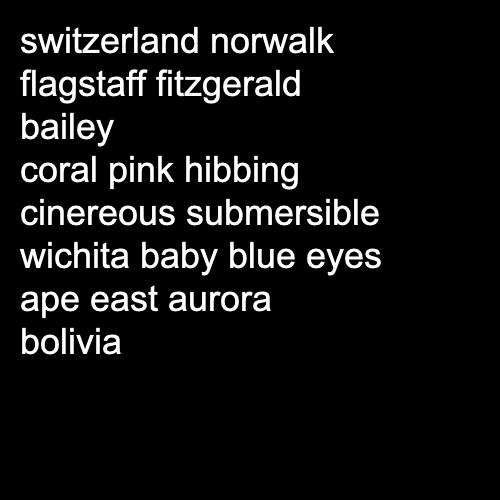 switzerland norwalk
flagstaff fitzgerald
bailey
coral pink hibbing
cinereous submersible
wichita baby blue eyes
ape east aurora
bolivia